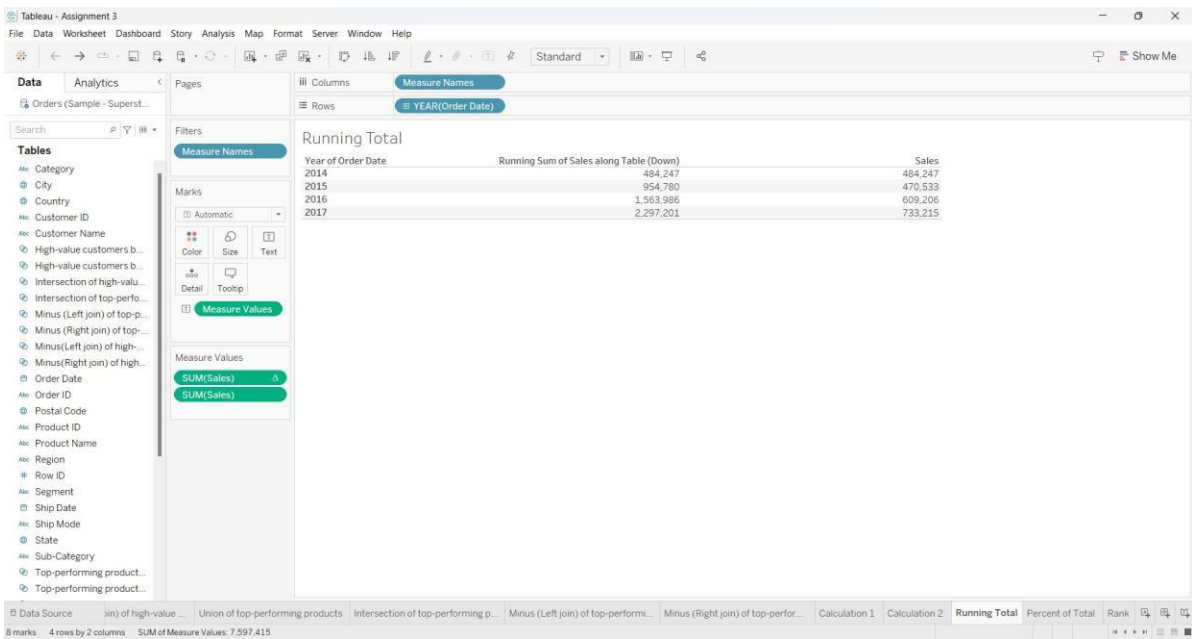 Tableau - Assignment 3
File Data Worksheet Dashboard Story Analysis Map Format Server Window Help
Standard
Show Me
Data Analytics
Pages
Columns Measure Names
Orders (Sample - Superst...
Rows YEAR(Order Date)
Search
Tables
Category
City
Country
Customer ID
Customer Name
High-value customers b...
High-value customers b...
Intersection of high-valu...
Intersection of top-perfo...
Minus (Left join) of top-p...
Minus (Right join) of top-...
Minus(Left join) of high-...
Minus(Right join) of high...
Order Date
Order ID
Postal Code
Product ID
Product Name
Region
Row ID
Segment
Ship Date
Ship Mode
State
Sub-Category
Top-performing product...
Top-performing product...
Filters
Measure Names
Marks
Automatic
Color Size Text
Detail Tooltip
Measure Values
Measure Values
SUM(Sales)
SUM(Sales)
Running Total
Year of Order Date Running Sum of Sales along Table (Down) Sales
2014 484,247 484,247
2015 954,780 470,533
2016 1,563,986 609,206
2017 2,297,201 733,215
Data Source
oin) of high-value ... Union of top-performing products Intersection of top-performing p... Minus (Left join) of top-performi... Minus (Right join) of top-perfor... Calculation 1 Calculation 2 Running Total Percent of Total Rank
8 marks 4 rows by 2 columns SUM of Measure Values: 7,597,415